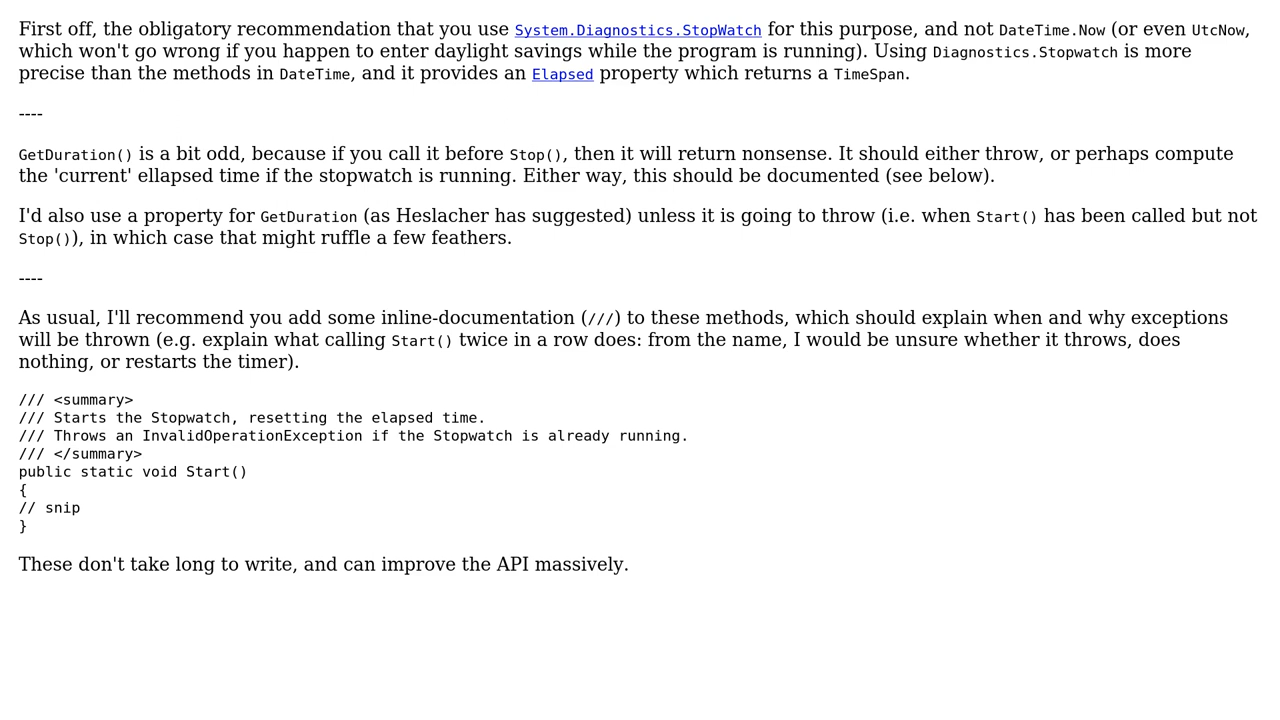 First off, the obligatory recommendation that you use System.Diagnostics.StopWatch for this purpose, and not DateTime.Now (or even UtcNow,
which won't go wrong if you happen to enter daylight savings while the program is running). Using Diagnostics.Stopwatch is more
precise than the methods in DateTime, and it provides an Elapsed property which returns a TimeSpan.
----
GetDuration() is a bit odd, because if you call it before Stop(), then it will return nonsense. It should either throw, or perhaps compute
the 'current' ellapsed time if the stopwatch is running. Either way, this should be documented (see below).
I'd also use a property for GetDuration (as Heslacher has suggested) unless it is going to throw (i.e. when Start() has been called but not
Stop()), in which case that might ruffle a few feathers.
----
As usual, I'll recommend you add some inline-documentation (///) to these methods, which should explain when and why exceptions
will be thrown (e.g. explain what calling Start() twice in a row does: from the name, I would be unsure whether it throws, does
nothing, or restarts the timer).
/// <summary>
/// Starts the Stopwatch, resetting the elapsed time.
/// Throws an InvalidOperationException if the Stopwatch is already running.
/// </summary>
public static void Start()
{
// snip
}
These don't take long to write, and can improve the API massively.